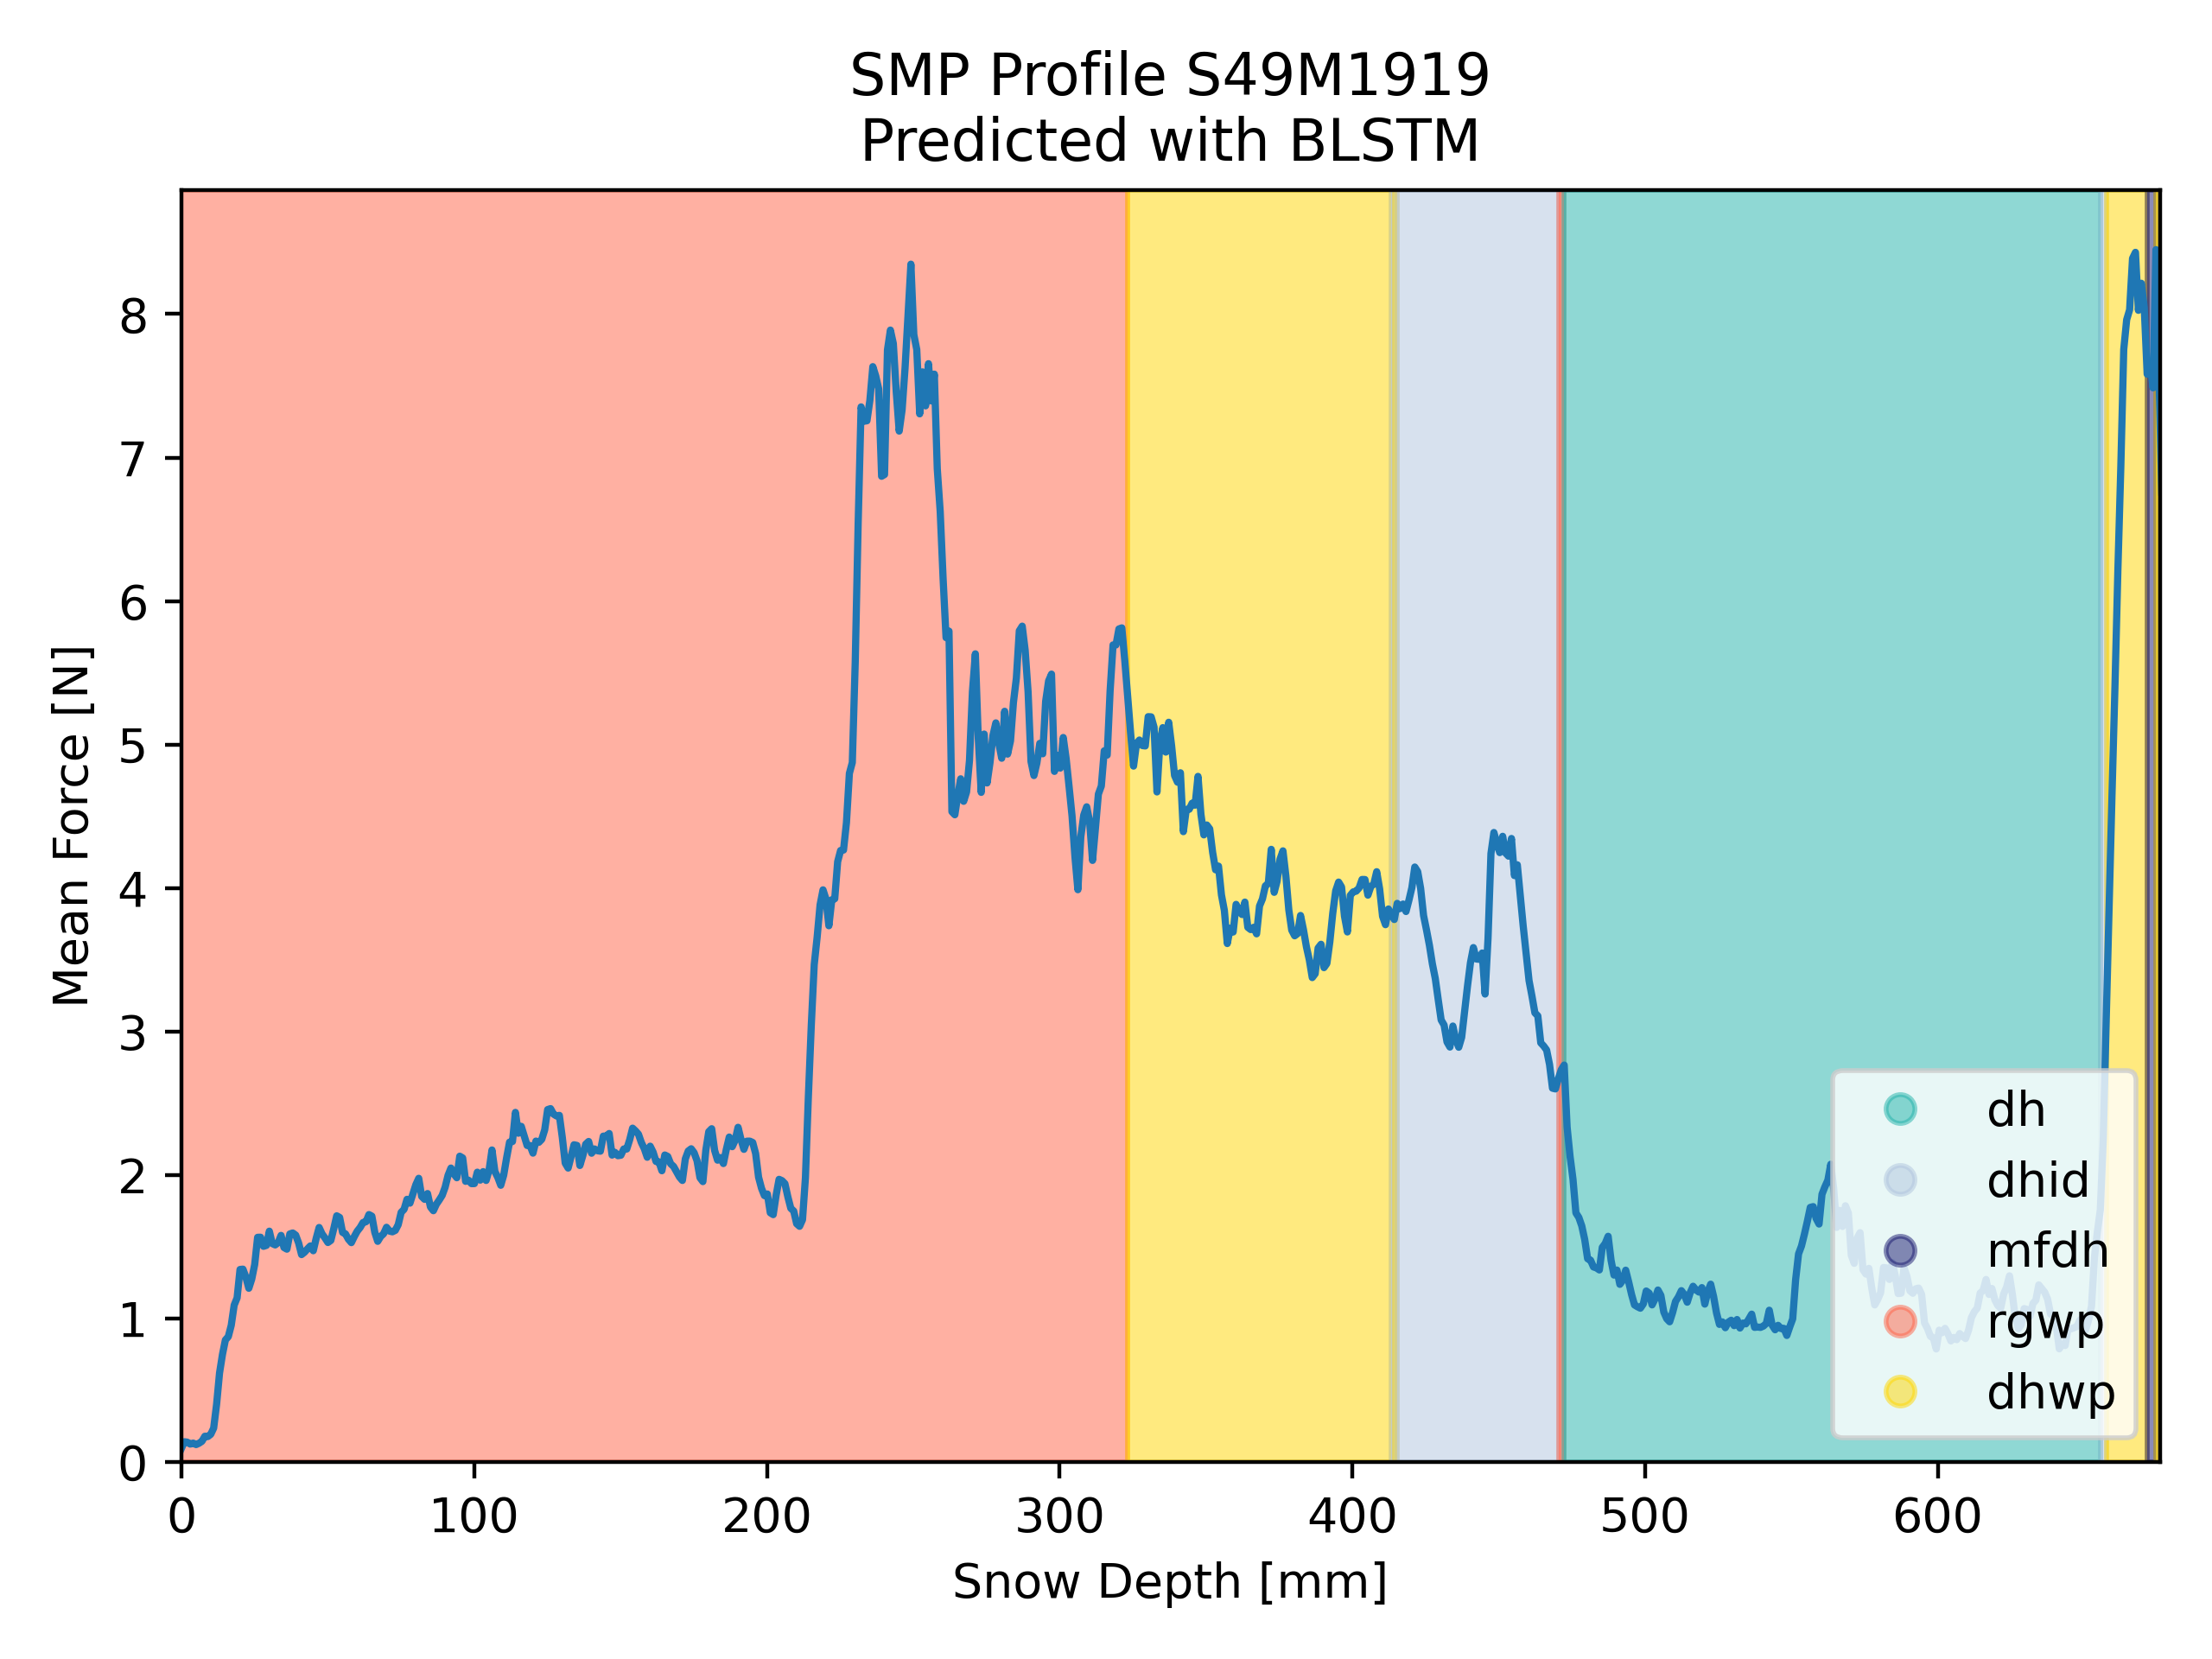 SMP Profile S49M1919
Predicted with BLSTM
Mean Force [N]
8
7
6
5
4
3
2
1
0
dh
dhid
mfdh
rgwp
dhwp
0 100 200 300 400 500 600
Snow Depth [mm]